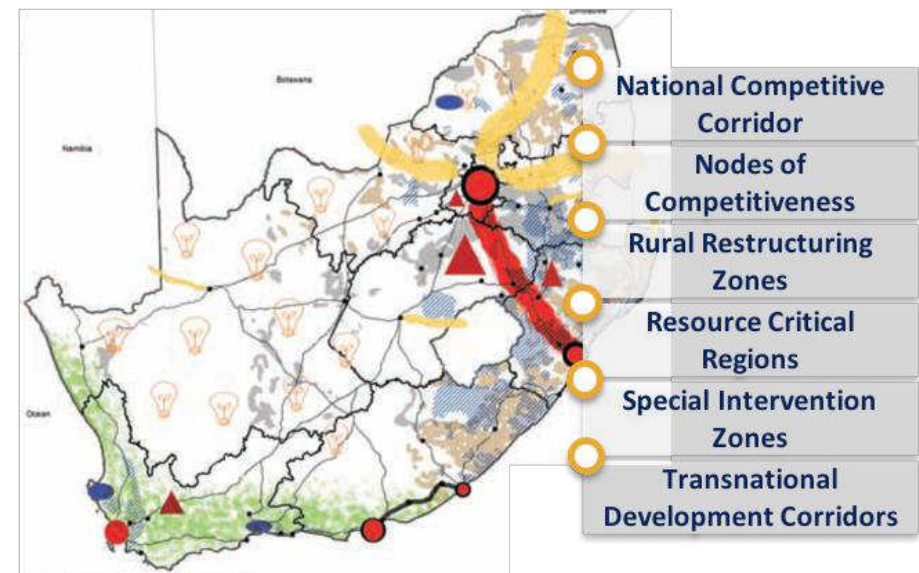 Zimbabwe
Botswana
Namibia
Ocean
National Competitive
Corridor
Nodes of
Competitiveness
Rural Restructuring
Zones
Resource Critical
Regions
Special Intervention
Zones
Transnational
Development Corridors